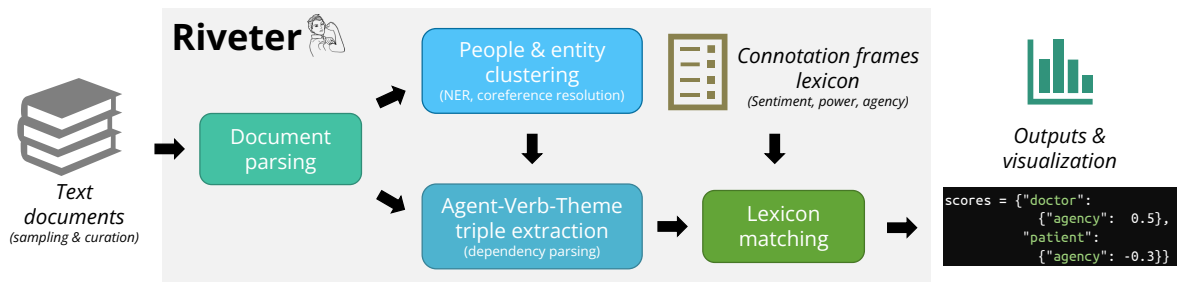 Riveter
Text
documents
(sampling & curation)
Document
parsing
People & entity
clustering
(NER, coreference resolution)
Agent-Verb-Theme
triple extraction
(dependency parsing)
Connotation frames
lexicon
(Sentiment, power, agency)
Lexicon
matching
Outputs &
visualization
scores = {"doctor":
{"agency": 0.5},
"patient":
{"agency": -0.3}}